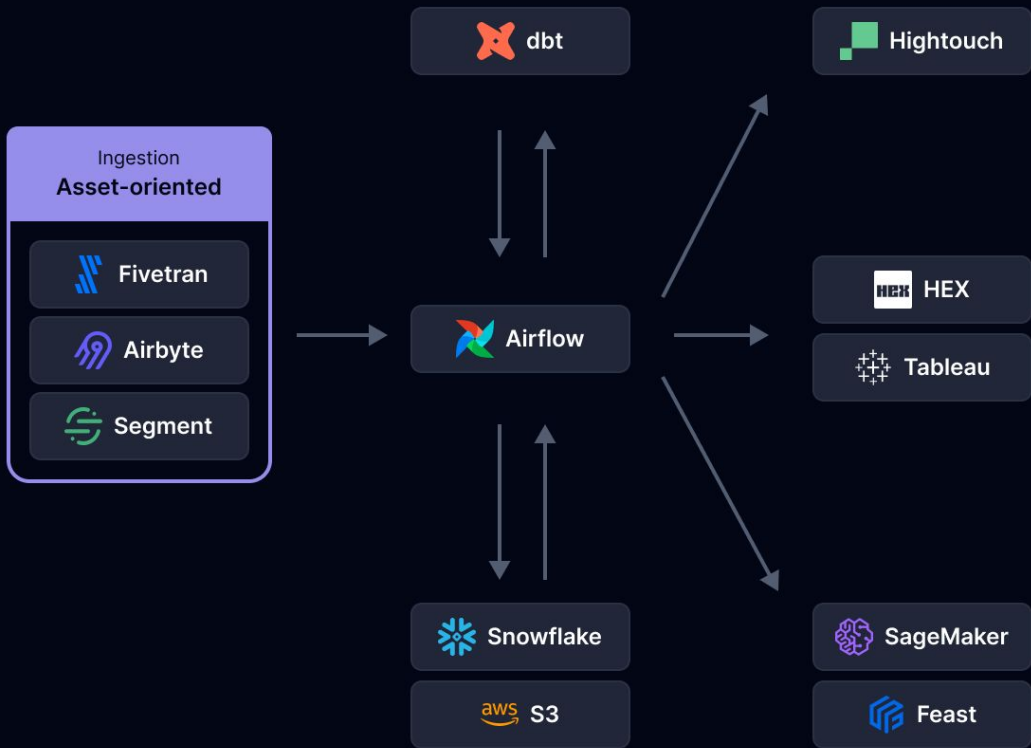 dbt
Hightouch
Ingestion
Asset-oriented
Fivetran
Airbyte
Segment
Airflow
HEX HEX
Tableau
Snowflake
aws S3
SageMaker
Feast